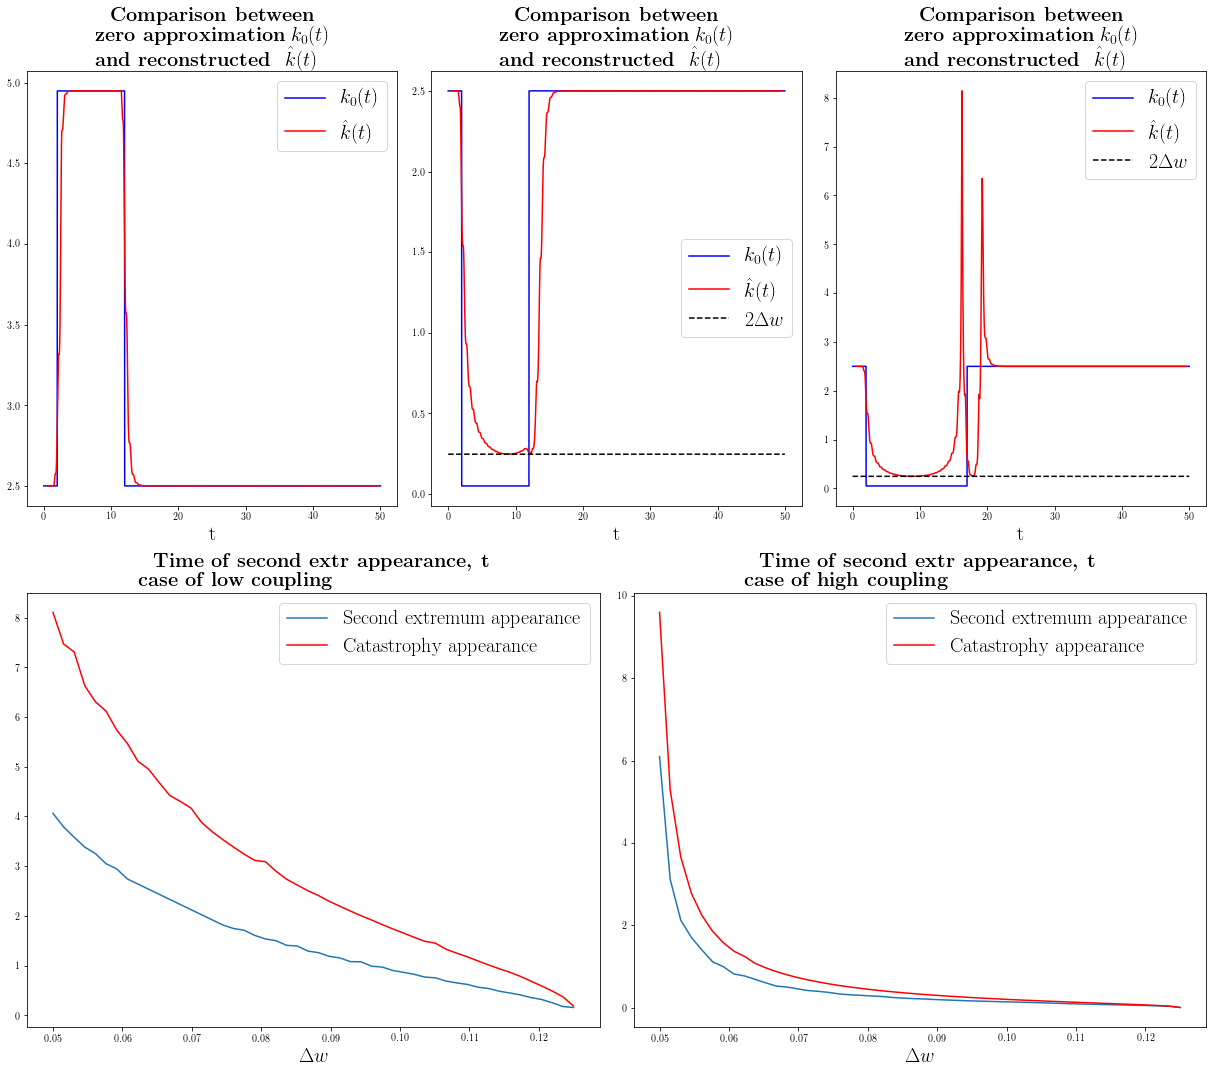 Comparison between
zero approximation k₀(t)
and reconstructed k̂(t)
5.0
4.5
4.0
3.5
3.0
2.5
0
10
20
30
40
50
t
k₀(t)
k̂(t)
Comparison between
zero approximation k₀(t)
and reconstructed k̂(t)
2.5
2.0
1.5
1.0
0.5
0.0
0
10
20
30
40
50
t
k₀(t)
k̂(t)
2Δw
Comparison between
zero approximation k₀(t)
and reconstructed k̂(t)
8
7
6
5
4
3
2
1
0
0
10
20
30
40
50
t
k₀(t)
k̂(t)
2Δw
Time of second extr appearance, t
case of low coupling
8
7
6
5
4
3
2
1
0
0.05
0.06
0.07
0.08
0.09
0.10
0.11
0.12
Δw
Second extremum appearance
Catastrophy appearance
Time of second extr appearance, t
case of high coupling
10
8
6
4
2
0
0.05
0.06
0.07
0.08
0.09
0.10
0.11
0.12
Δw
Second extremum appearance
Catastrophy appearance